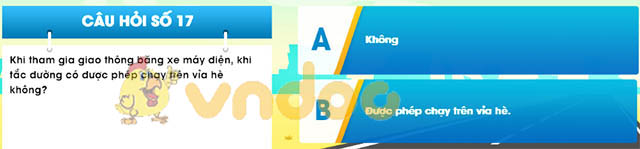 CÂU HỎI SỐ 17
Khi tham gia giao thông bằng xe máy điện, khi
tắc đường có được phép chạy trên vỉa hè
không?
vndoc
A
Không
B
Được phép chạy trên vỉa hè.